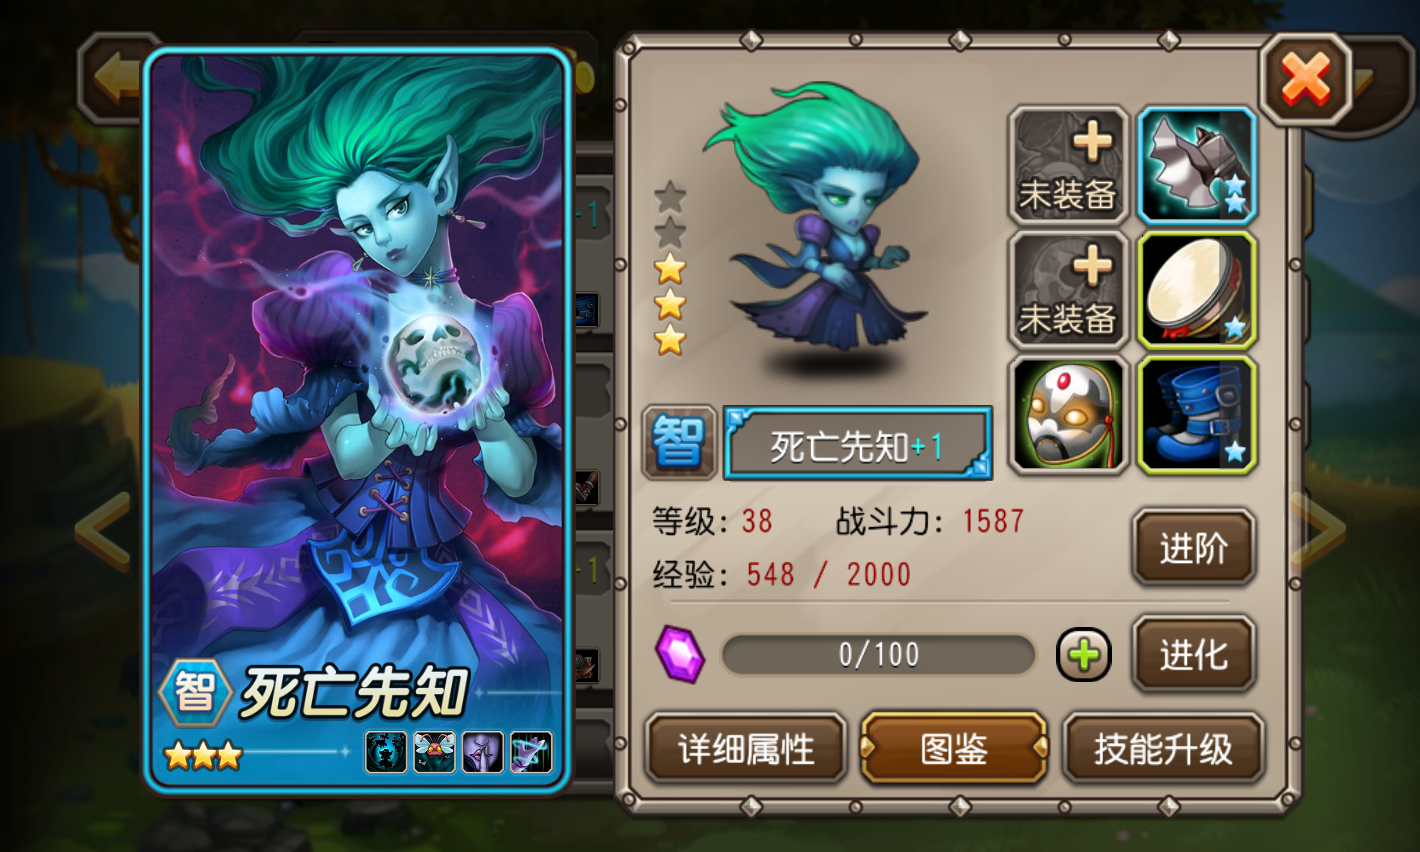 智 死亡先知
+1
+1
未装备
未装备
智 死亡先知+1
等级: 38 战斗力: 1587
经验: 548 / 2000
进阶
0/100
进化
详细属性 图鉴 技能升级